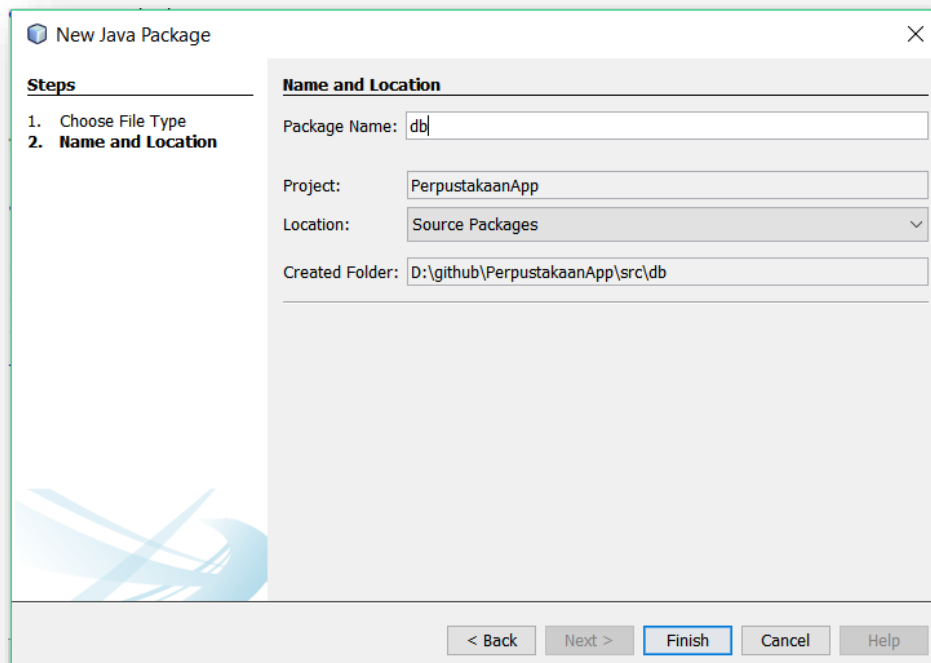 New Java Package
Steps
1. Choose File Type
2. Name and Location
Name and Location
Package Name: db
Project: PerpustakaanApp
Location: Source Packages
Created Folder: D:\github\PerpustakaanApp\src\db
< Back Next > Finish Cancel Help